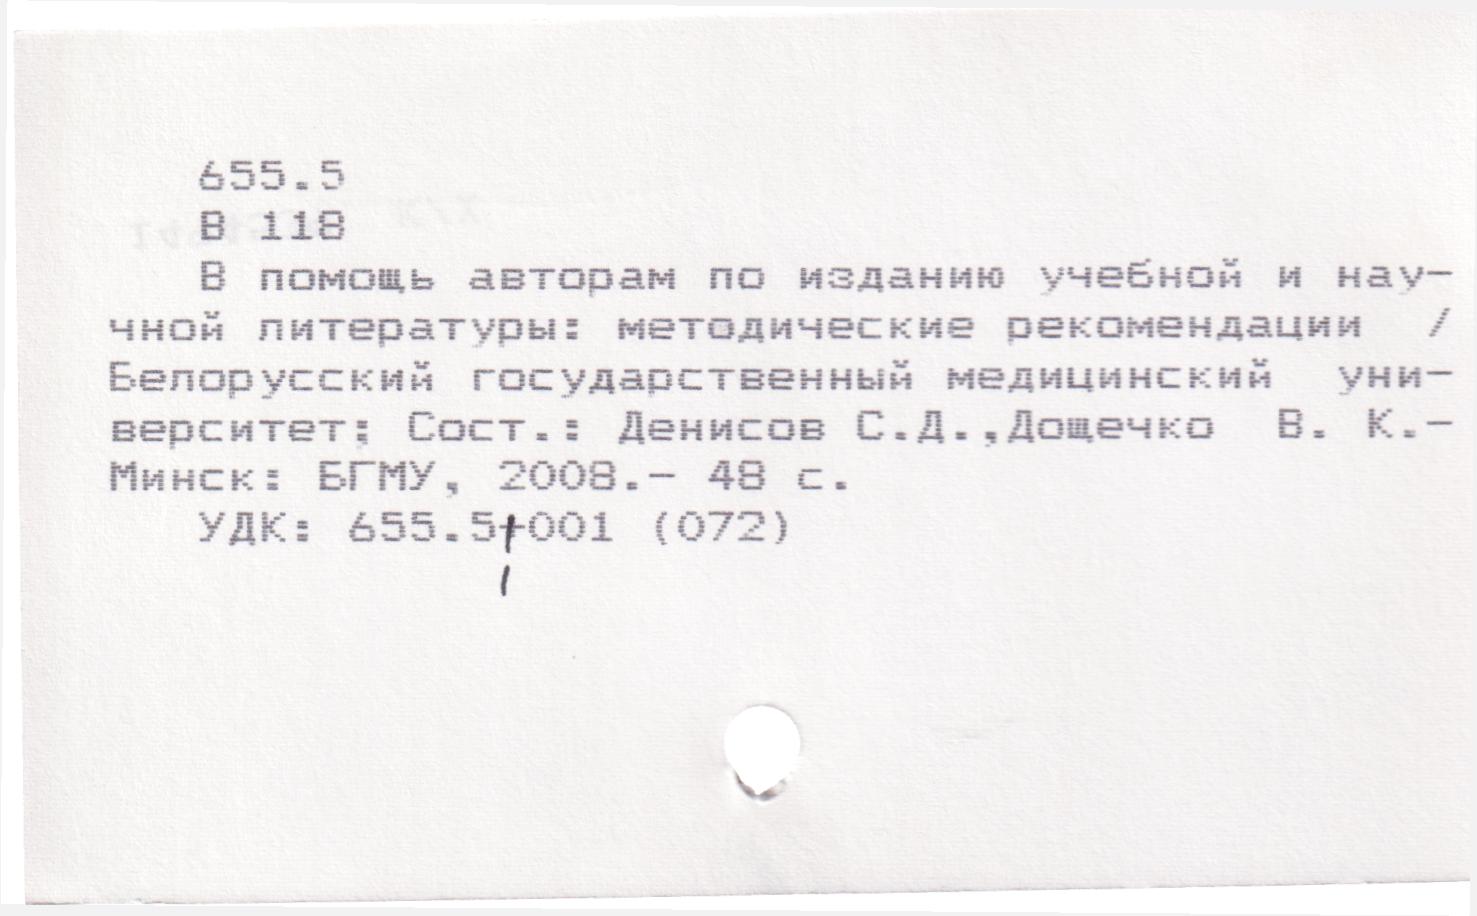 655.5
В 118
В помощь авторам по изданию учебной и нау-
чной литературы: методические рекомендации /
Белорусский государственный медицинский уни-
верситет; Сост.: Денисов С.Д.,Дощечко В. К.-
Минск: БГМУ, 2008.- 48 с.
УДК: 655.5+001 (072)